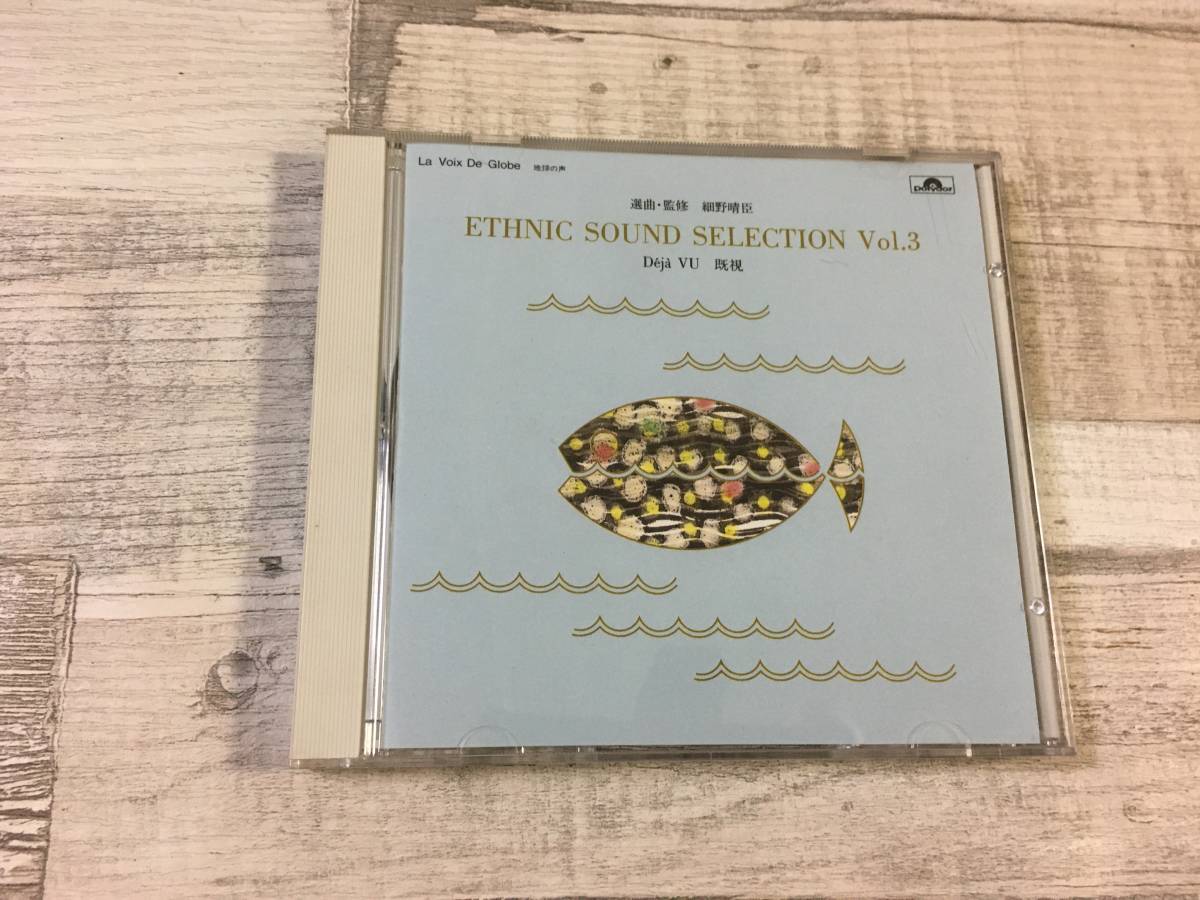 La Voix De Globe 地球の声
polydor
選曲・監修 細野晴臣
ETHNIC SOUND SELECTION Vol.3
Déjà VU 既視